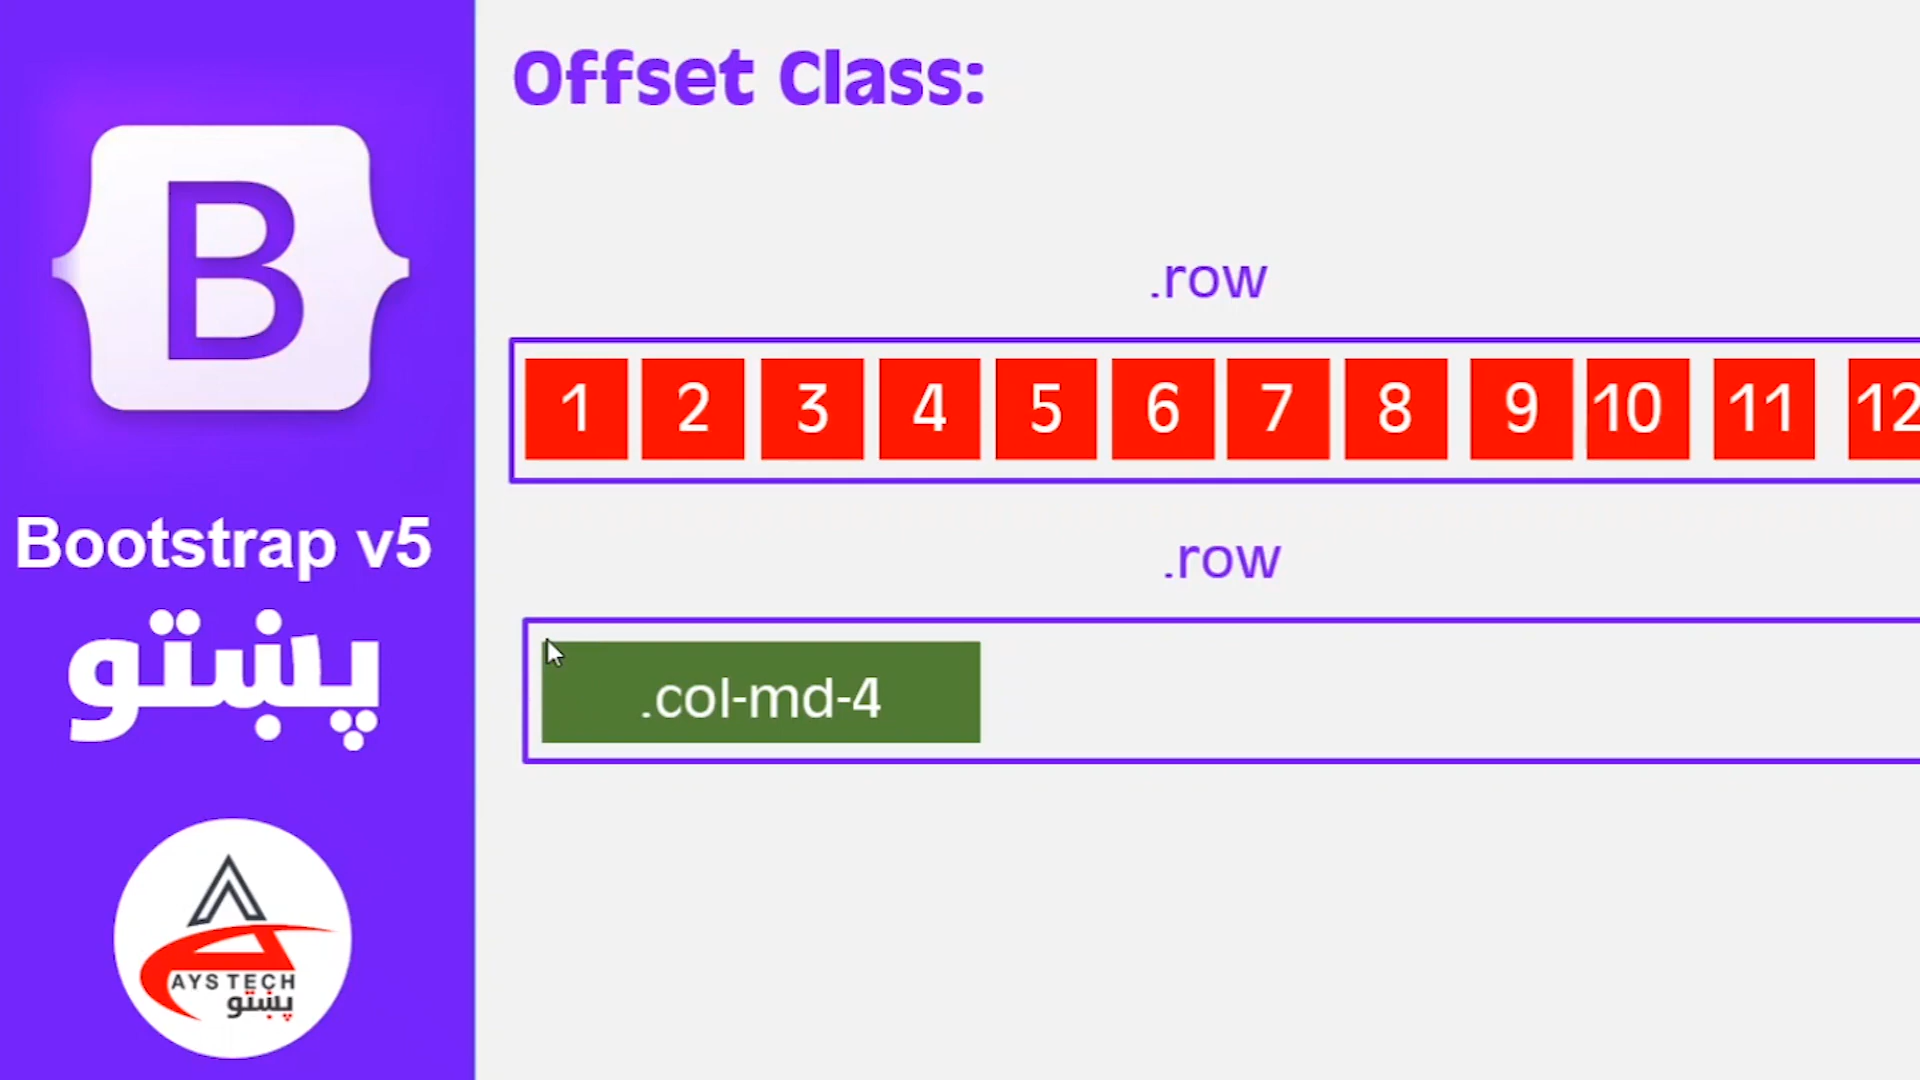 Offset Class:
.row
1 2 3 4 5 6 7 8 9 10 11 12
.row
.col-md-4
B
Bootstrap v5
پښتو
AYS TECH
پښتو